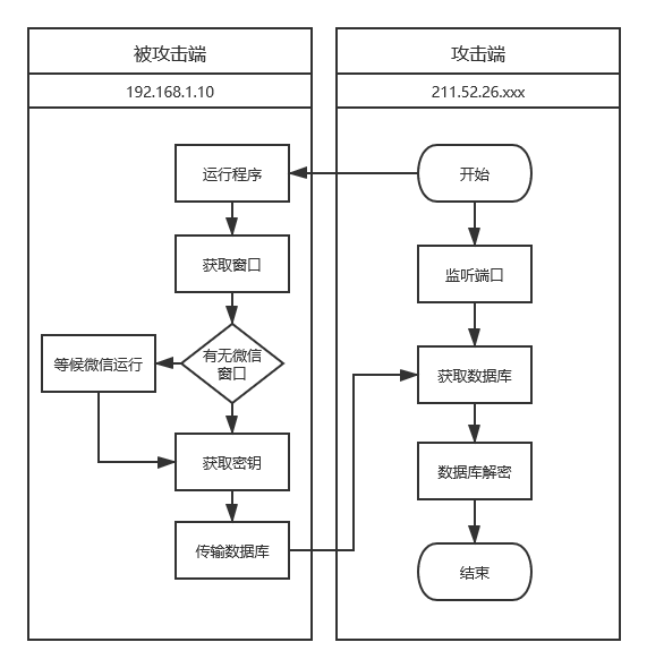 被攻击端
攻击端
192.168.1.10
211.52.26.xxx
运行程序
开始
获取窗口
监听端口
等候微信运行
有无微信
窗口
获取数据库
获取密钥
数据库解密
传输数据库
结束